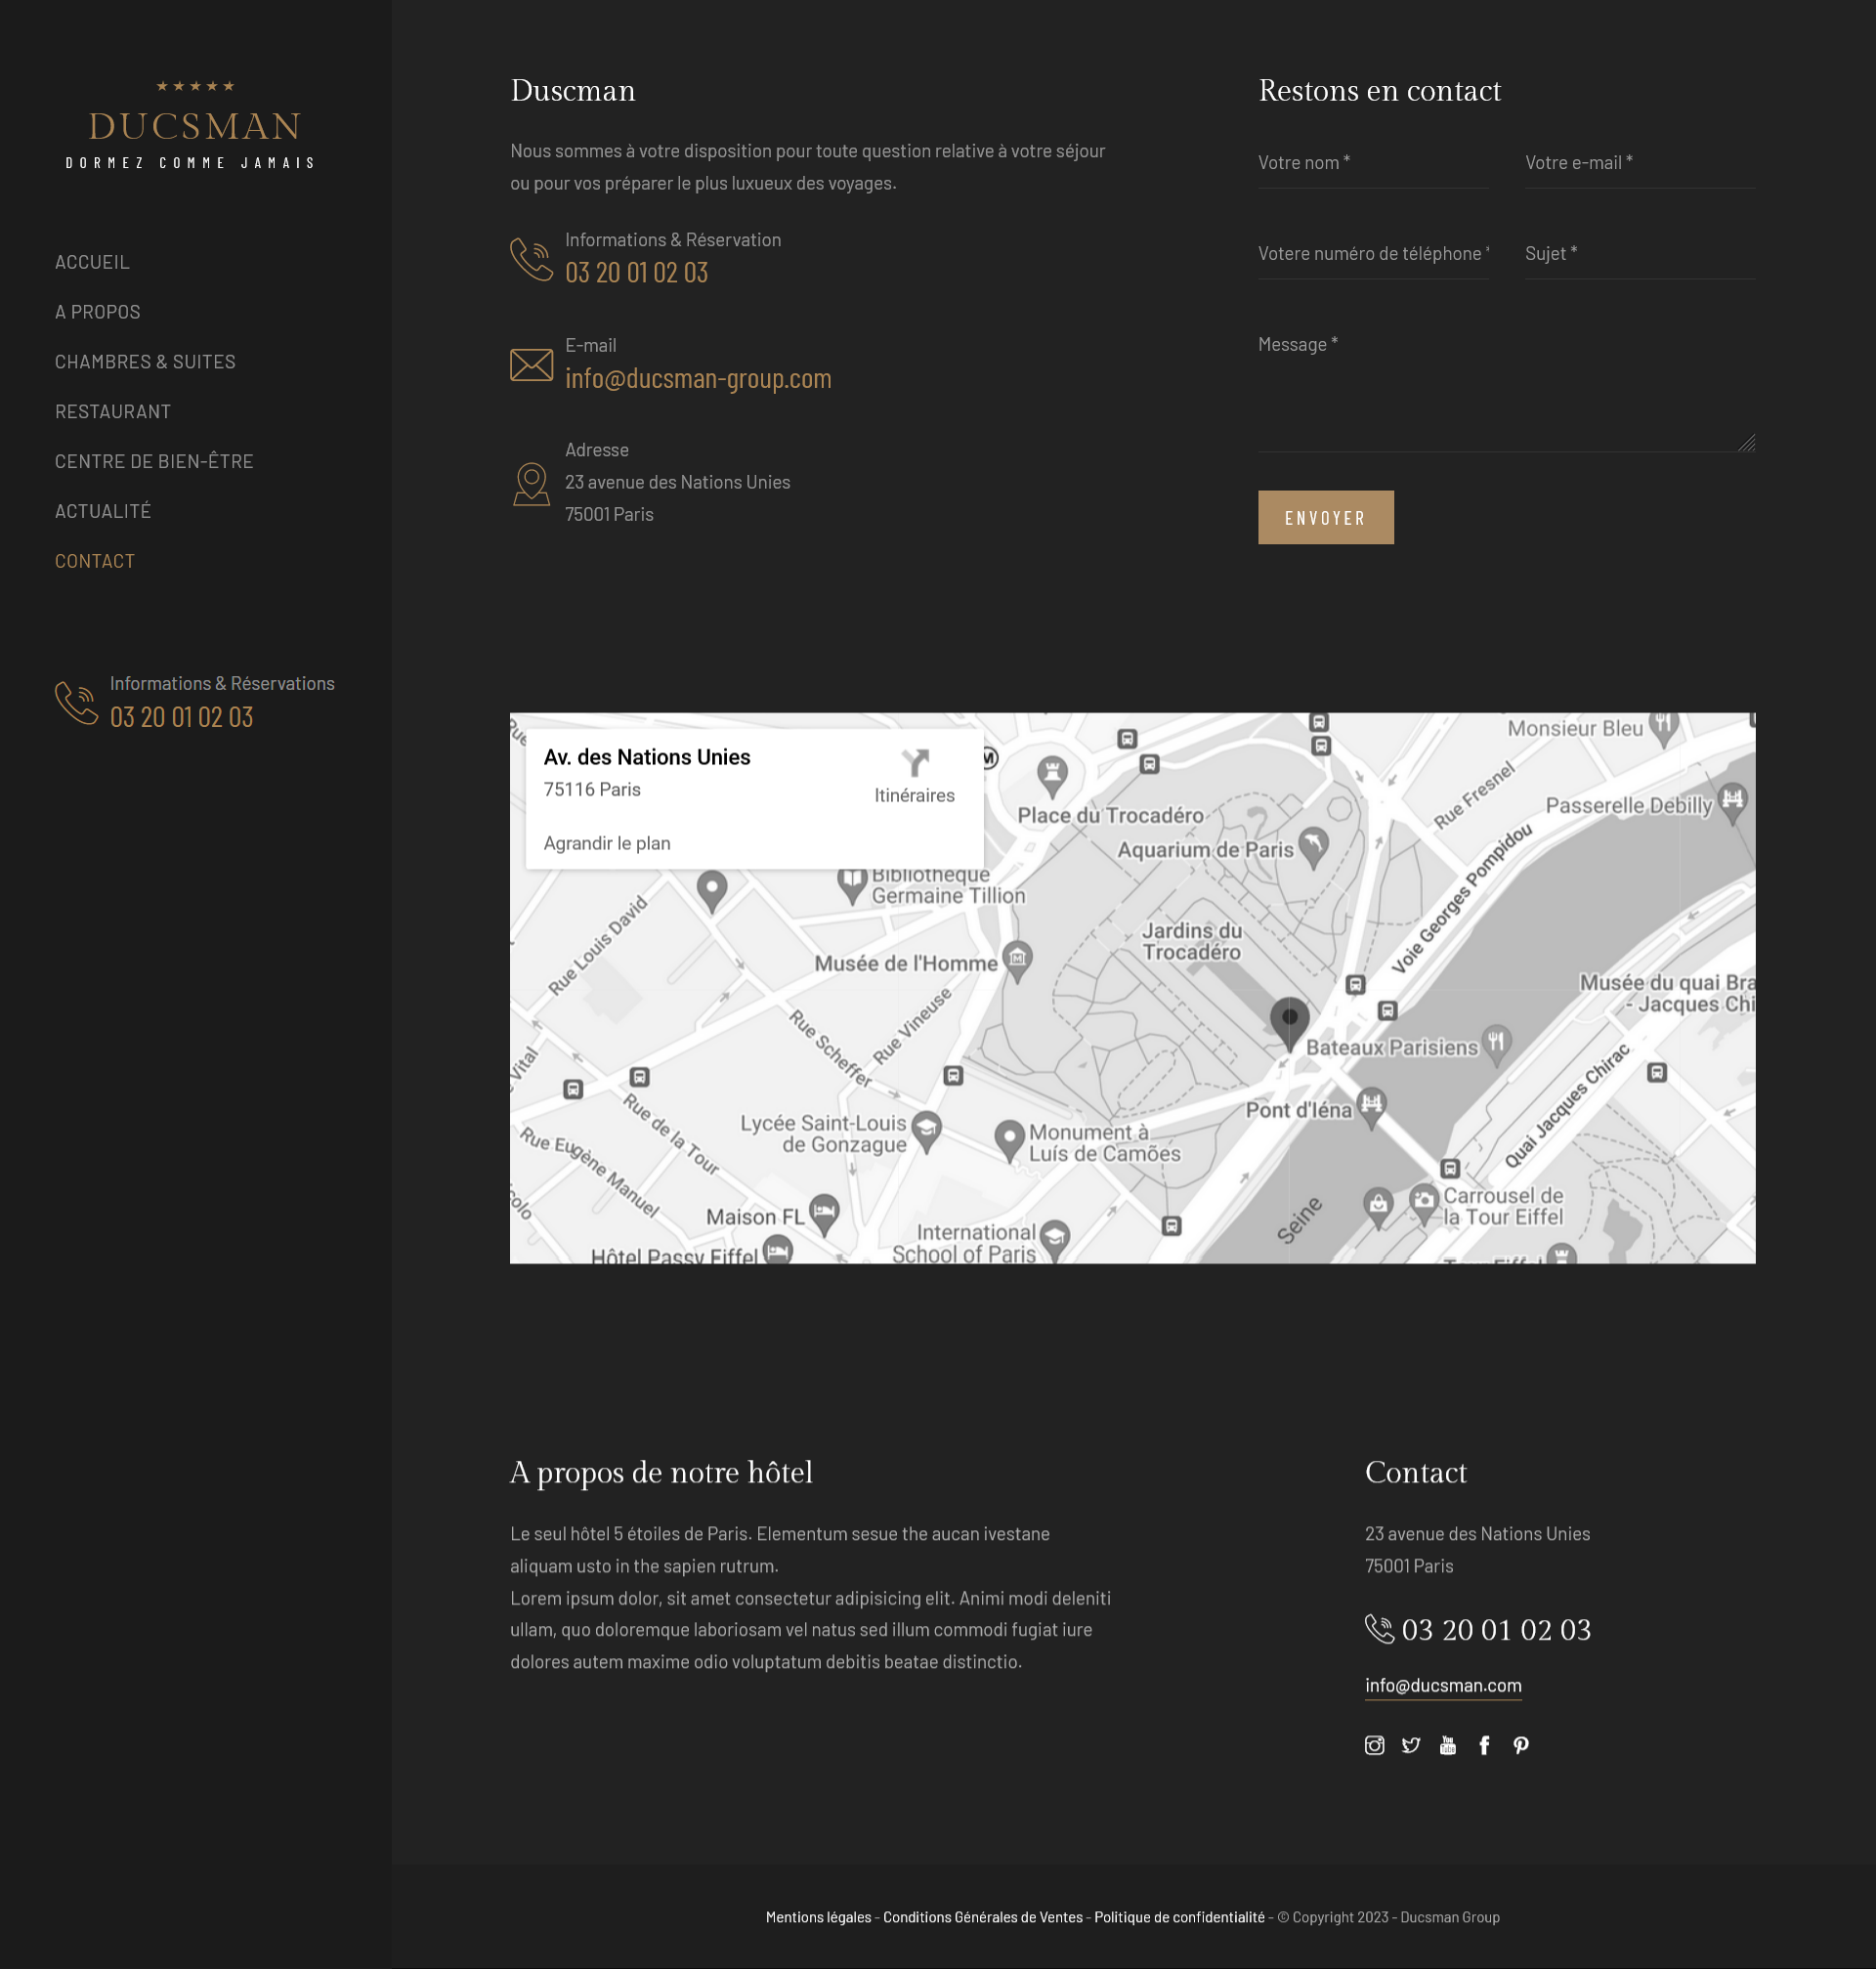 DUCSMAN
DORMEZ COMME JAMAIS
ACCUEIL
A PROPOS
CHAMBRES & SUITES
RESTAURANT
CENTRE DE BIEN-ÊTRE
ACTUALITÉ
CONTACT
Informations & Réservations
03 20 01 02 03
Duscman
Nous sommes à votre disposition pour toute question relative à votre séjour
ou pour vos préparer le plus luxueux des voyages.
Informations & Réservation
03 20 01 02 03
E-mail
info@ducsman-group.com
Adresse
23 avenue des Nations Unies
75001 Paris
Restons en contact
Votre nom *
Votre e-mail *
Votere numéro de téléphone *
Sujet *
Message *
ENVOYER
Av. des Nations Unies
75116 Paris
Itinéraires
Agrandir le plan
Monsieur Bleu
Rue Fresnel
Passerelle Debilly
Place du Trocadéro
Aquarium de Paris
Voie Georges Pompidou
Bibliothèque
Germaine Tillion
Rue Louis David
Jardins du
Trocadéro
Musée de l'Homme
Musée du quai Bra
- Jacques Chi
Rue Scheffer
Rue Vineuse
Bateaux Parisiens
Vital
Quai Jacques Chirac
Pont d'Iéna
Rue de la Tour
Lycée Saint-Louis
de Gonzague
Monument à
Luís de Camões
Rue Eugène Manuel
Carrousel de
la Tour Eiffel
Maison FL
Seine
International
School of Paris
Hôtel Passy Eiffel
A propos de notre hôtel
Le seul hôtel 5 étoiles de Paris. Elementum sesue the aucan ivestane
aliquam usto in the sapien rutrum.
Lorem ipsum dolor, sit amet consectetur adipisicing elit. Animi modi deleniti
ullam, quo doloremque laboriosam vel natus sed illum commodi fugiat iure
dolores autem maxime odio voluptatum debitis beatae distinctio.
Contact
23 avenue des Nations Unies
75001 Paris
03 20 01 02 03
info@ducsman.com
Mentions légales - Conditions Générales de Ventes - Politique de confidentialité - © Copyright 2023 - Ducsman Group